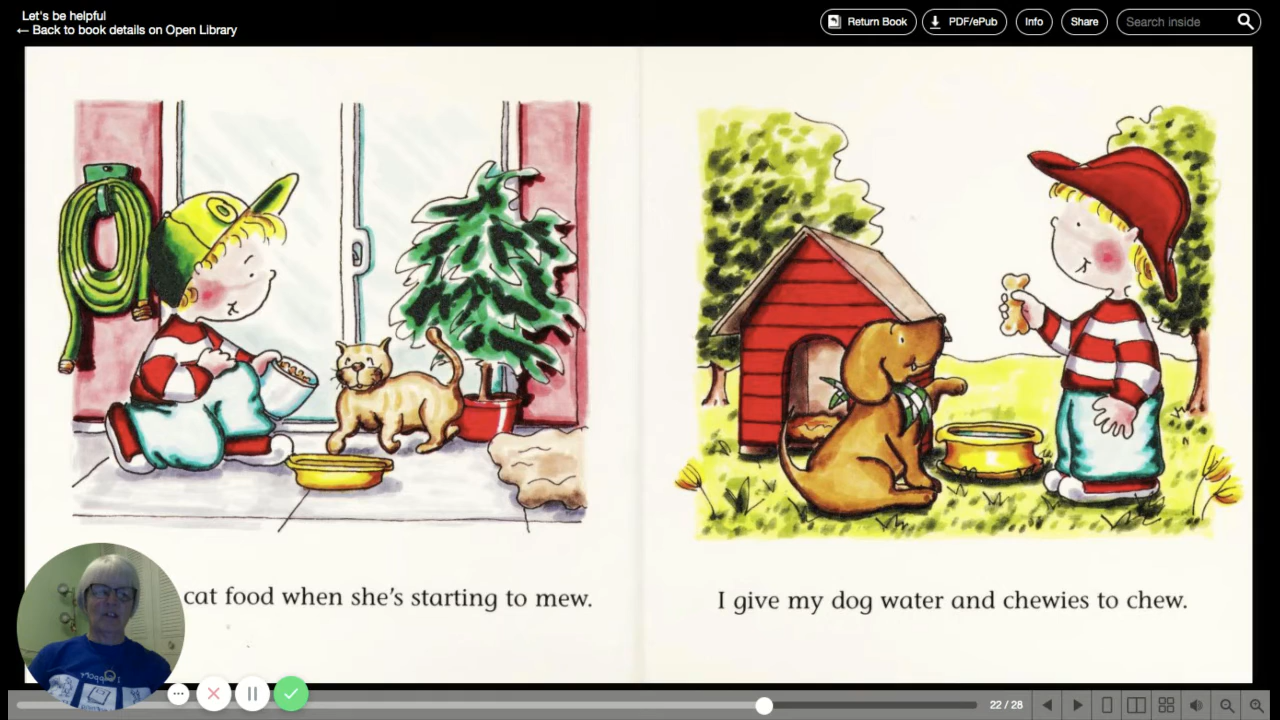 Let's be helpful
← Back to book details on Open Library
Return Book
PDF/ePub
Info
Share
Search inside
cat food when she's starting to mew.
I give my dog water and chewies to chew.
22 / 28